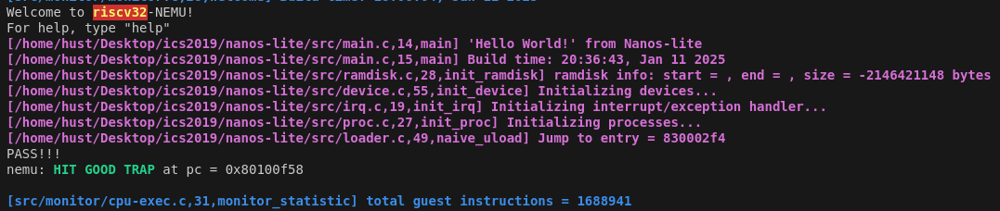 Welcome to riscv32-NEMU!
For help, type "help"
[/home/hust/Desktop/ics2019/nanos-lite/src/main.c,14,main] 'Hello World!' from Nanos-lite
[/home/hust/Desktop/ics2019/nanos-lite/src/main.c,15,main] Build time: 20:36:43, Jan 11 2025
[/home/hust/Desktop/ics2019/nanos-lite/src/ramdisk.c,28,init_ramdisk] ramdisk info: start = , end = , size = -2146421148 bytes
[/home/hust/Desktop/ics2019/nanos-lite/src/device.c,55,init_device] Initializing devices...
[/home/hust/Desktop/ics2019/nanos-lite/src/irq.c,19,init_irq] Initializing interrupt/exception handler...
[/home/hust/Desktop/ics2019/nanos-lite/src/proc.c,27,init_proc] Initializing processes...
[/home/hust/Desktop/ics2019/nanos-lite/src/loader.c,49,naive_uload] Jump to entry = 830002f4
PASS!!!
nemu: HIT GOOD TRAP at pc = 0x80100f58
[src/monitor/cpu-exec.c,31,monitor_statistic] total guest instructions = 1688941